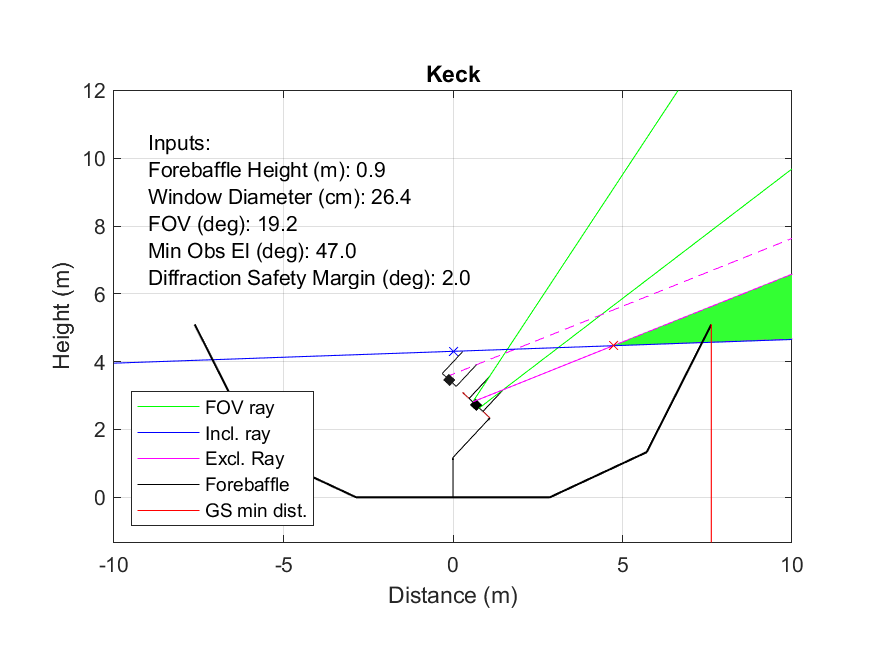 Keck
12
10
8
6
4
2
0
Height (m)
Inputs:
Forebaffle Height (m): 0.9
Window Diameter (cm): 26.4
FOV (deg): 19.2
Min Obs El (deg): 47.0
Diffraction Safety Margin (deg): 2.0
FOV ray
Incl. ray
Excl. Ray
Forebaffle
GS min dist.
-10
-5
0
5
10
Distance (m)